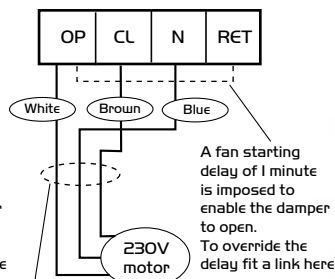 OP CL N RET
White Brown Blue
A fan starting
delay of 1 minute
is imposed to
enable the damper
to open.
To override the
delay fit a link here
230V
motor